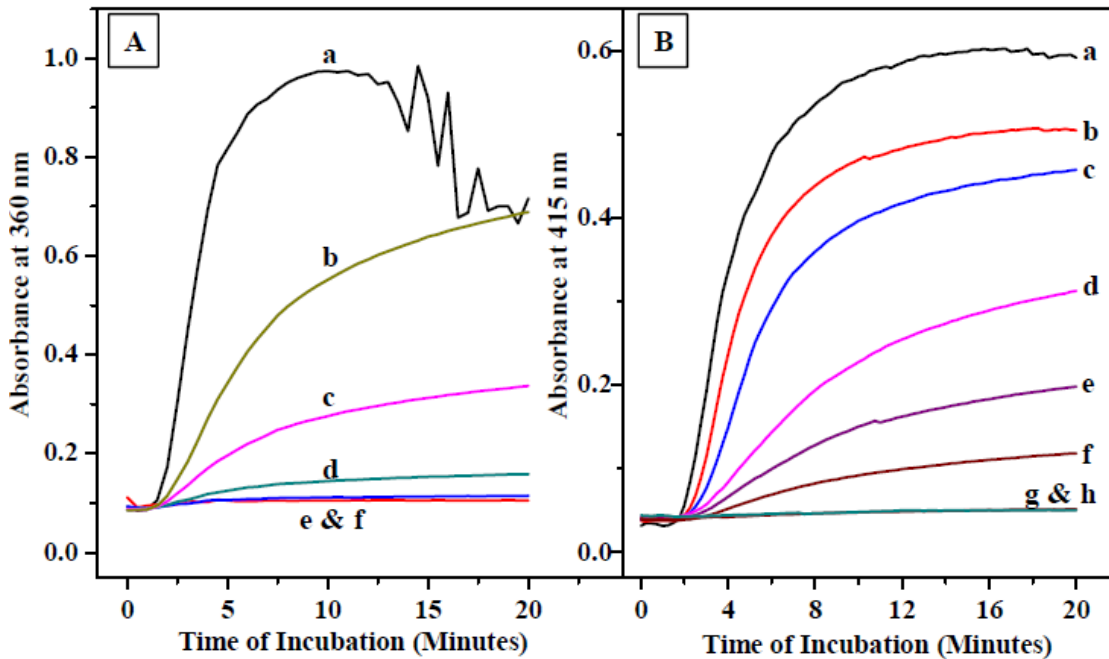 A
a
b
c
d
e & f
1.0
0.8
0.6
0.4
0.2
0.0
Absorbance at 360 nm
0 5 10 15 20
Time of Incubation (Minutes)
B
a
b
c
d
e
f
g & h
0.6
0.4
0.2
0.0
Absorbance at 415 nm
0 4 8 12 16 20
Time of Incubation (Minutes)